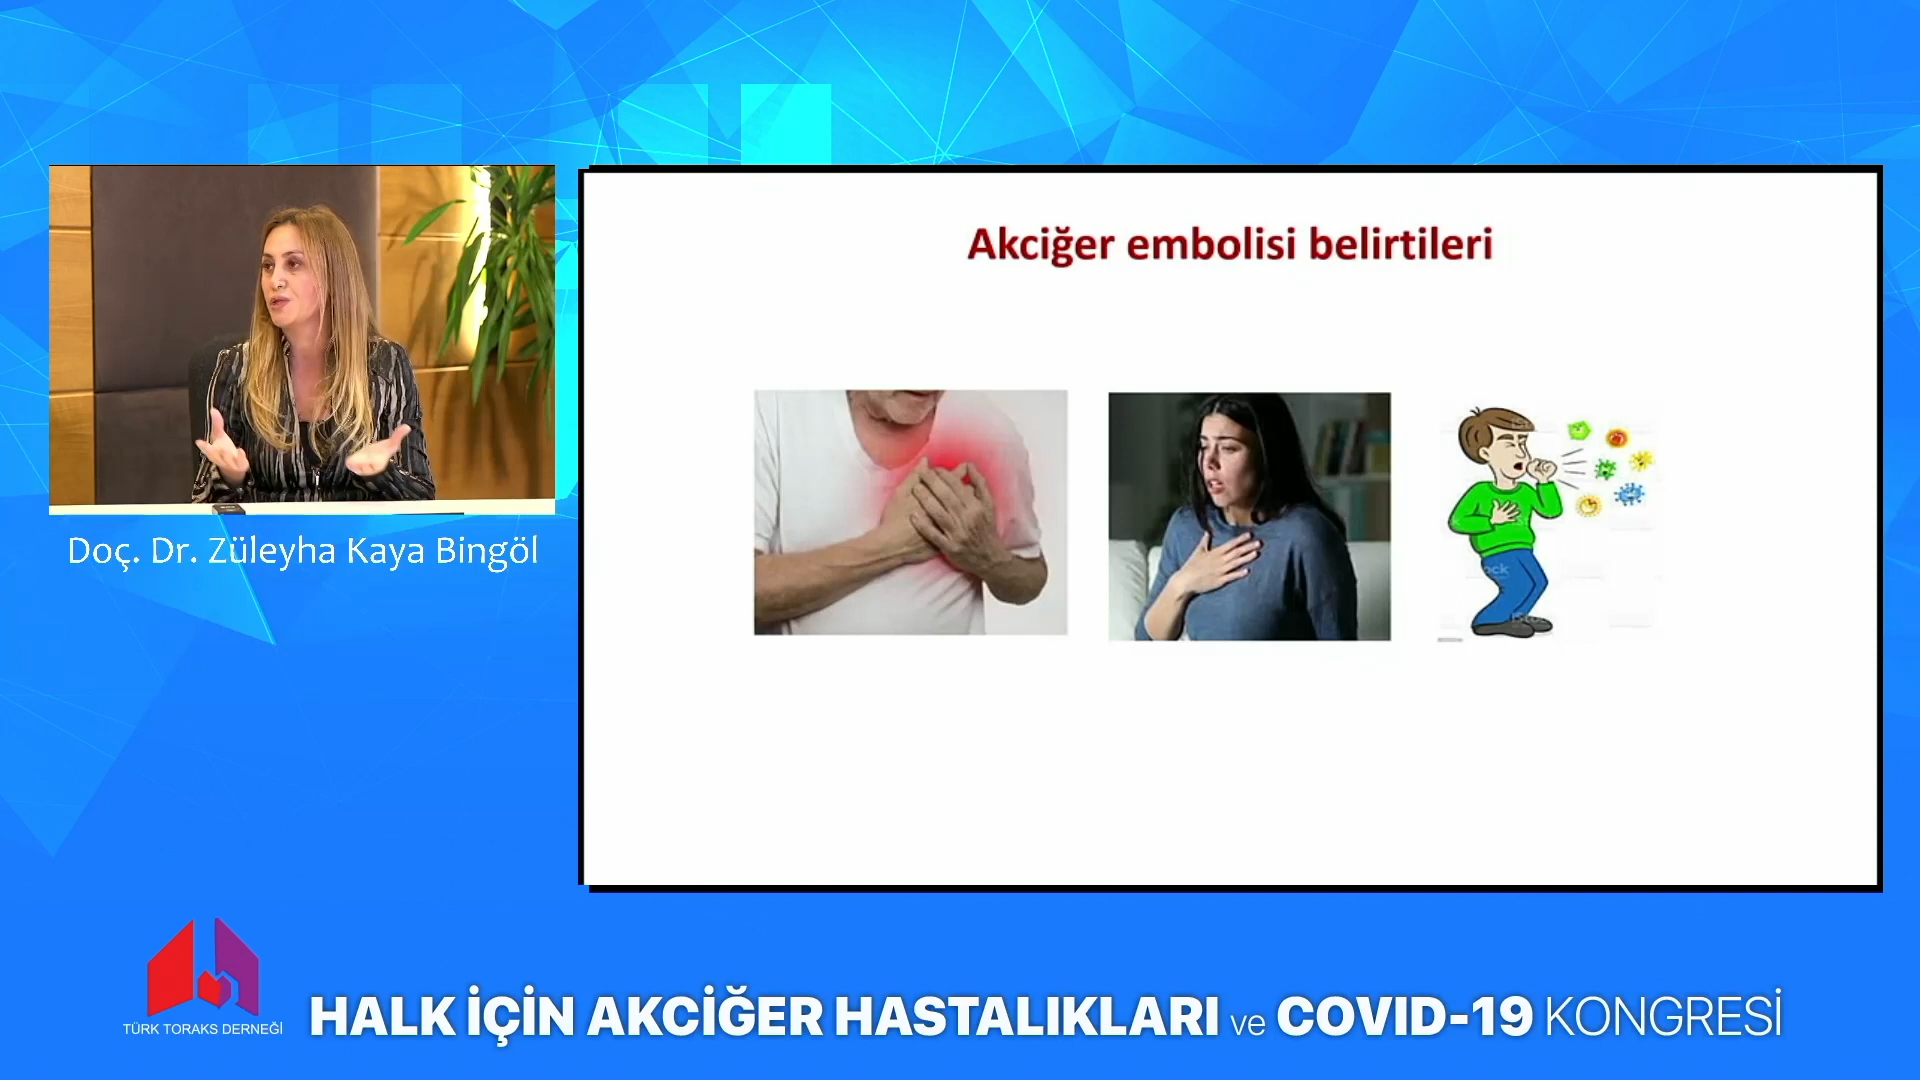 Akciğer embolisi belirtileri
Doç. Dr. Züleyha Kaya Bingöl
TÜRK TORAKS DERNEĞİ
HALK İÇİN AKCİĞER HASTALIKLARI ve COVID-19 KONGRESİ